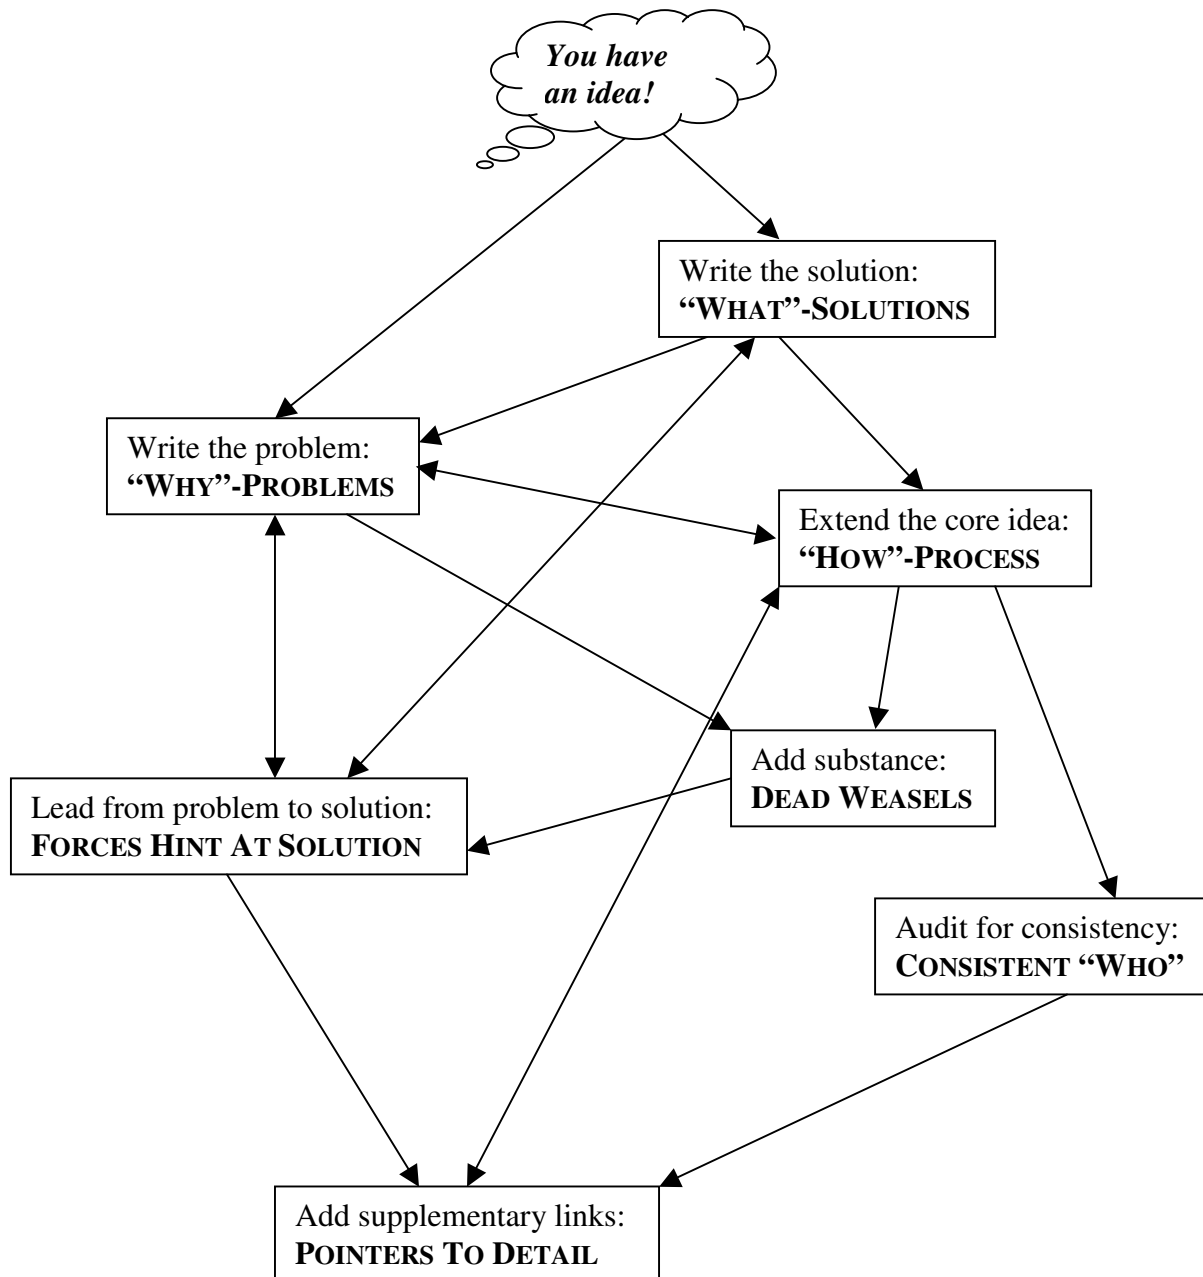 You have
an idea!
Write the solution:
“WHAT”-SOLUTIONS
Write the problem:
“WHY”-PROBLEMS
Extend the core idea:
“HOW”-PROCESS
Add substance:
DEAD WEASELS
Lead from problem to solution:
FORCES HINT AT SOLUTION
Audit for consistency:
CONSISTENT “WHO”
Add supplementary links:
POINTERS TO DETAIL